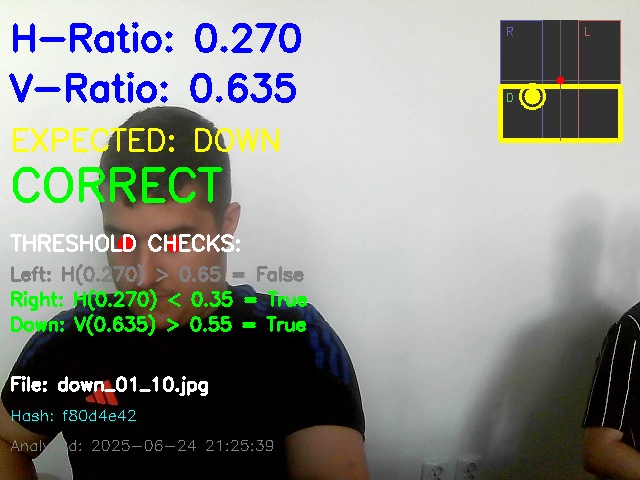 H-Ratio: 0.270
V-Ratio: 0.635
EXPECTED: DOWN
CORRECT
THRESHOLD CHECKS:
Left: H(0.270) > 0.65 = False
Right: H(0.270) < 0.35 = True
Down: V(0.635) > 0.55 = True
File: down_01_10.jpg
Hash: f80d4e42
Analyzed: 2025-06-24 21:25:39
R L
D